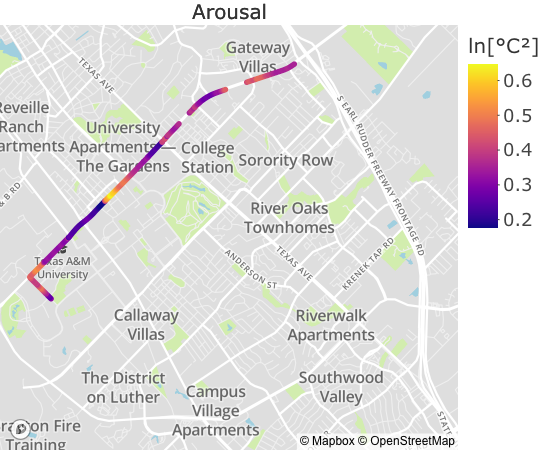 Arousal
ln[°C²]
0.6
0.5
0.4
0.3
0.2
Gateway
Villas
TEXAS AVE
Reveille
Ranch
University
Apartments—
The Gardens
College
Station
Sorority Row
S EARL RUDDER FREEWAY FRONTAGE RD
River Oaks
Townhomes
Texas A&M
University
ANDERSON ST
TEXAS AVE
KRENEK TAP RD
Callaway
Villas
Riverwalk
Apartments
The District
on Luther
Southwood
Valley
Campus
Village
Apartments
Fire
Training
© Mapbox © OpenStreetMap